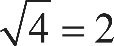 √4 = 2